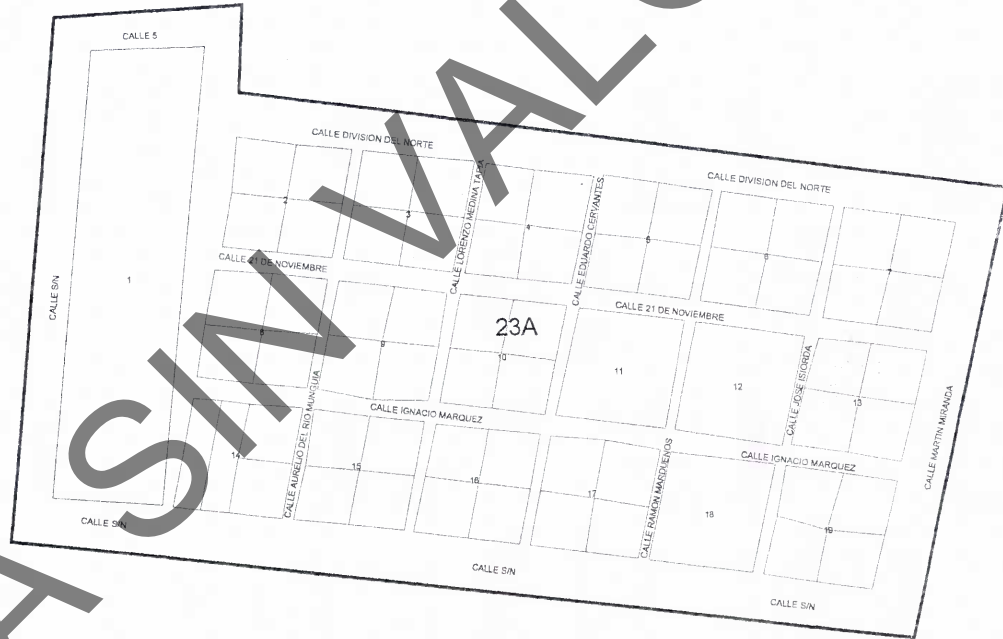 CALLE 5
CALLE DIVISION DEL NORTE
CALLE DIVISION DEL NORTE
CALLE LORENZO MEDINA TAPIA
CALLE EDUARDO CERVANTES
2
3
4
5
6
7
CALLE 21 DE NOVIEMBRE
CALLE 21 DE NOVIEMBRE
CALLE S/N
1
23A
8
9
10
11
12
13
CALLE JOSE ISIORDA
CALLE MARTIN MIRANDA
CALLE AURELIO DEL RIO MUNGUIA
CALLE IGNACIO MARQUEZ
CALLE IGNACIO MARQUEZ
CALLE RAMON MARDUEÑOS
14
15
16
17
18
19
CALLE S/N
CALLE S/N
CALLE S/N
SIN VAL